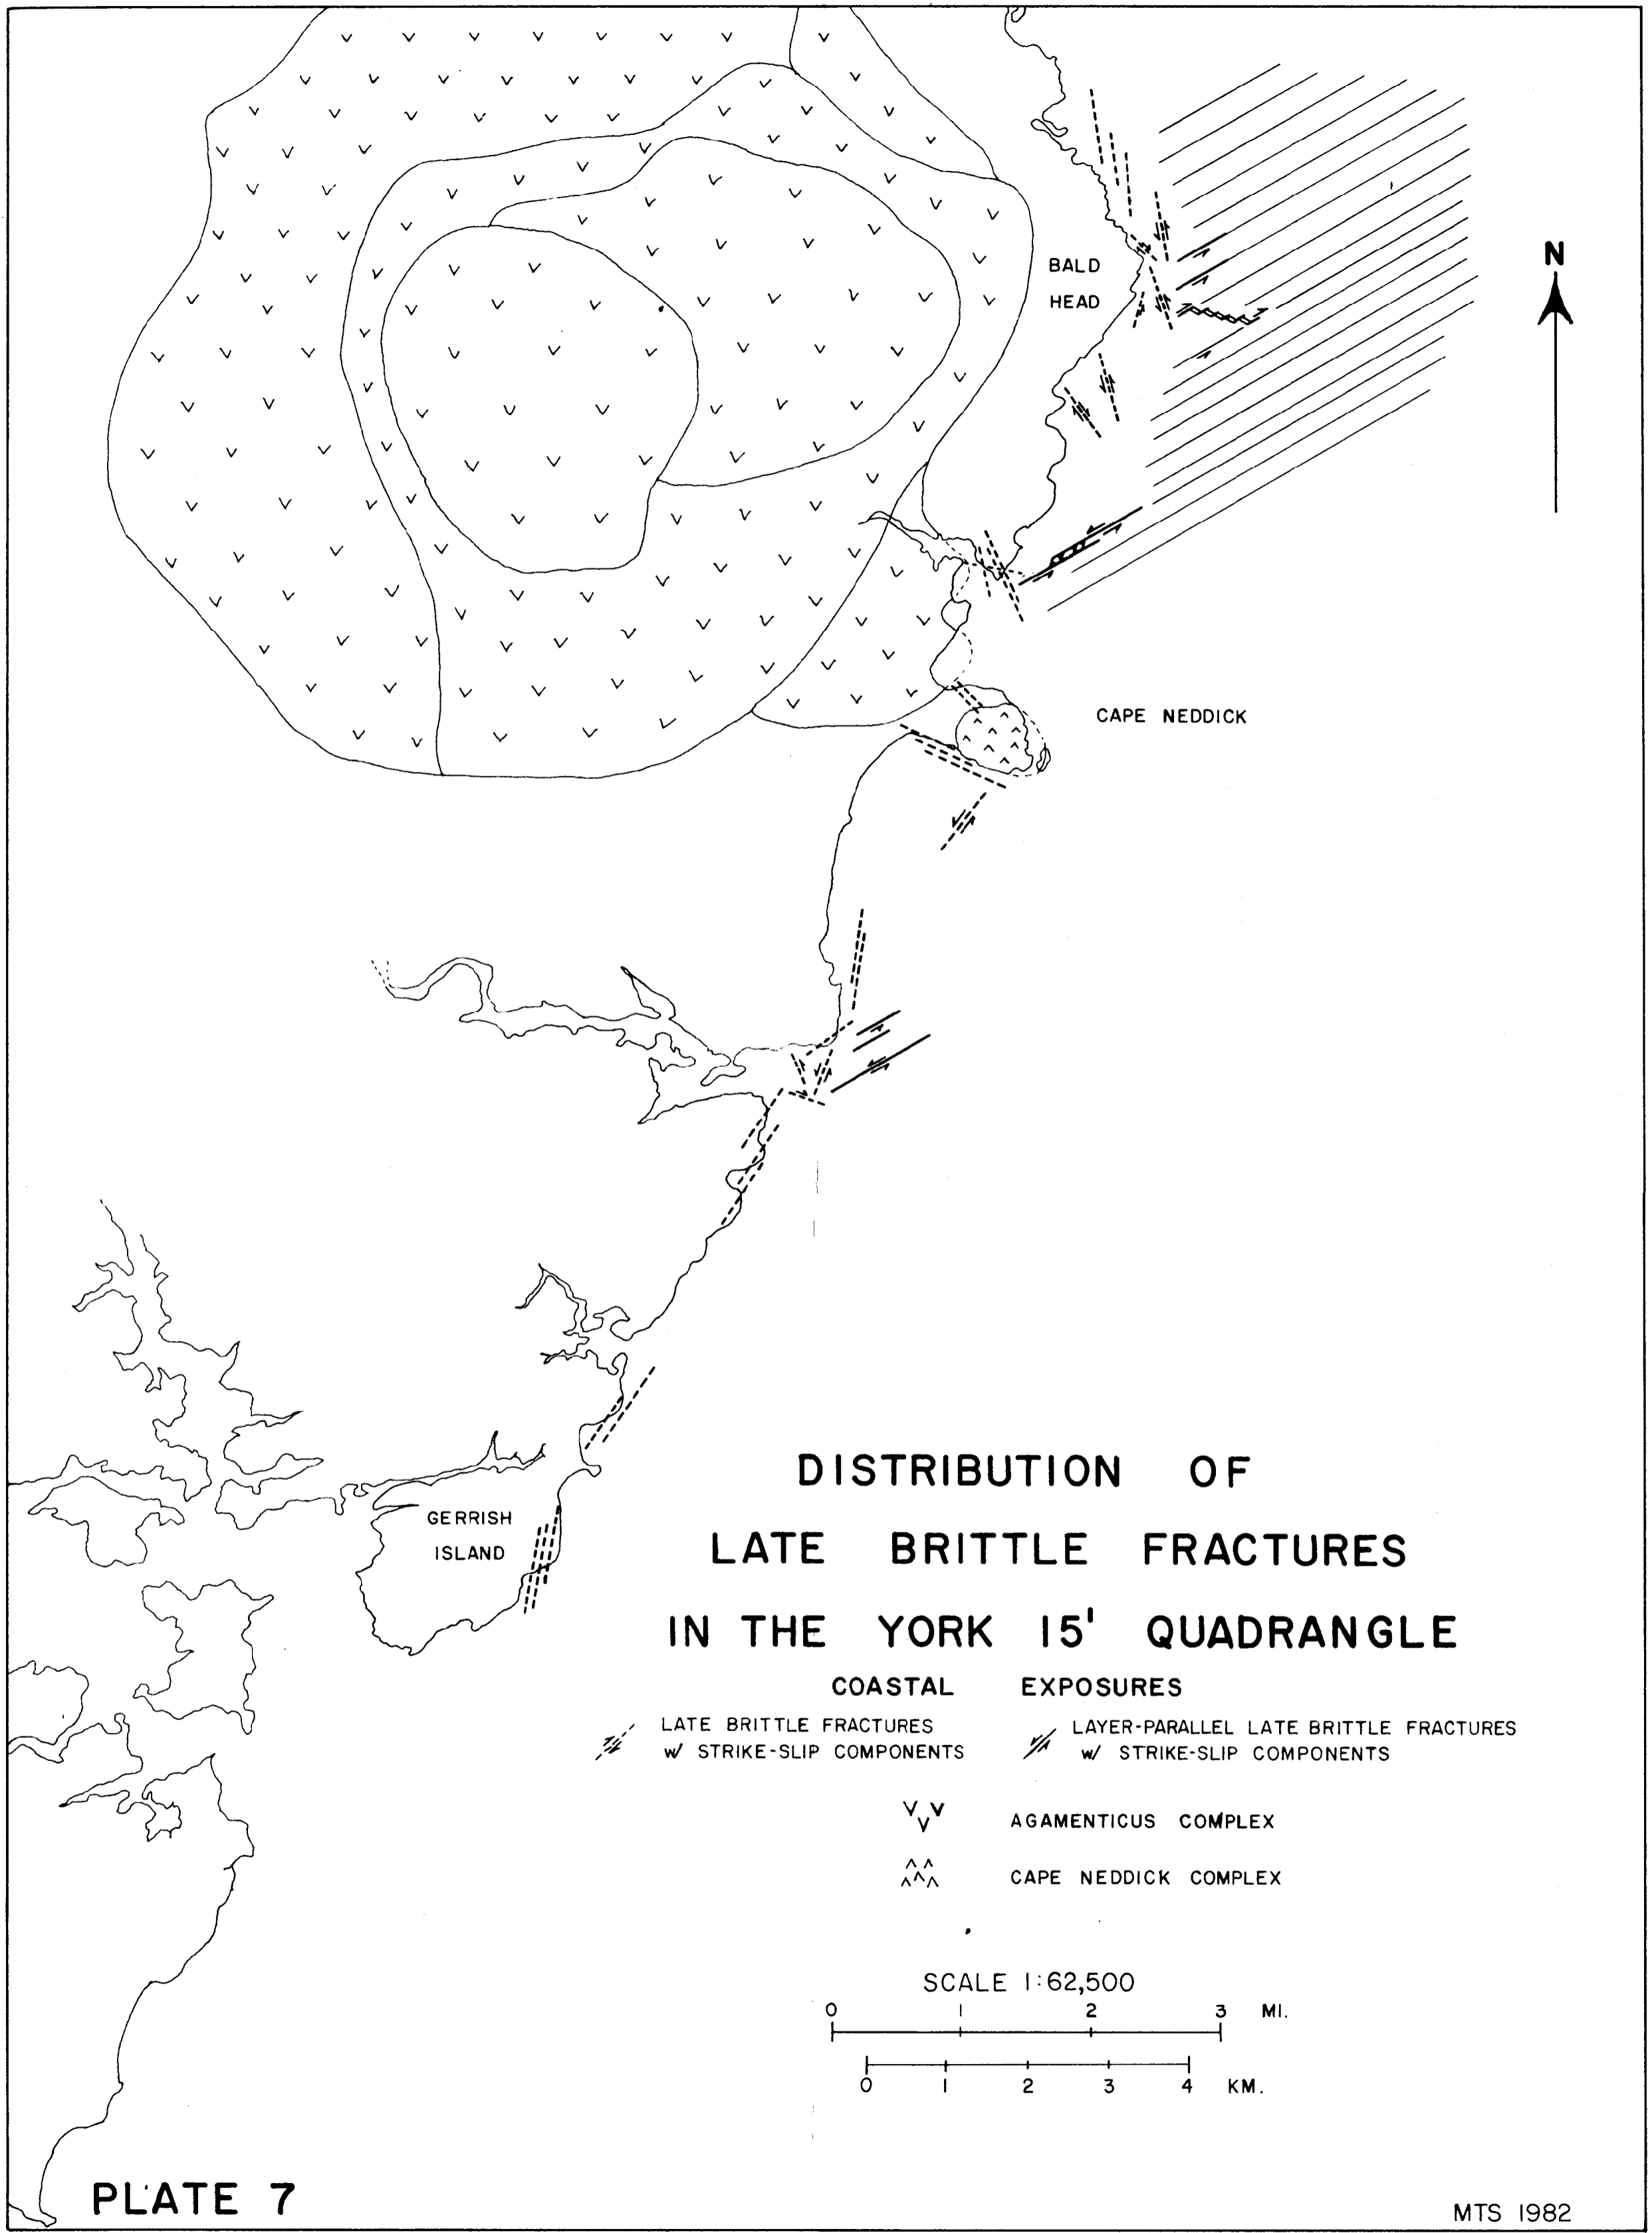 N
BALD
HEAD
CAPE NEDDICK
GERRISH
ISLAND
DISTRIBUTION OF
LATE BRITTLE FRACTURES
IN THE YORK 15' QUADRANGLE
COASTAL EXPOSURES
LATE BRITTLE FRACTURES
w/ STRIKE-SLIP COMPONENTS
LAYER-PARALLEL LATE BRITTLE FRACTURES
w/ STRIKE-SLIP COMPONENTS
AGAMENTICUS COMPLEX
CAPE NEDDICK COMPLEX
SCALE 1:62,500
0 1 2 3 MI.
0 1 2 3 4 KM.
PLATE 7
MTS 1982